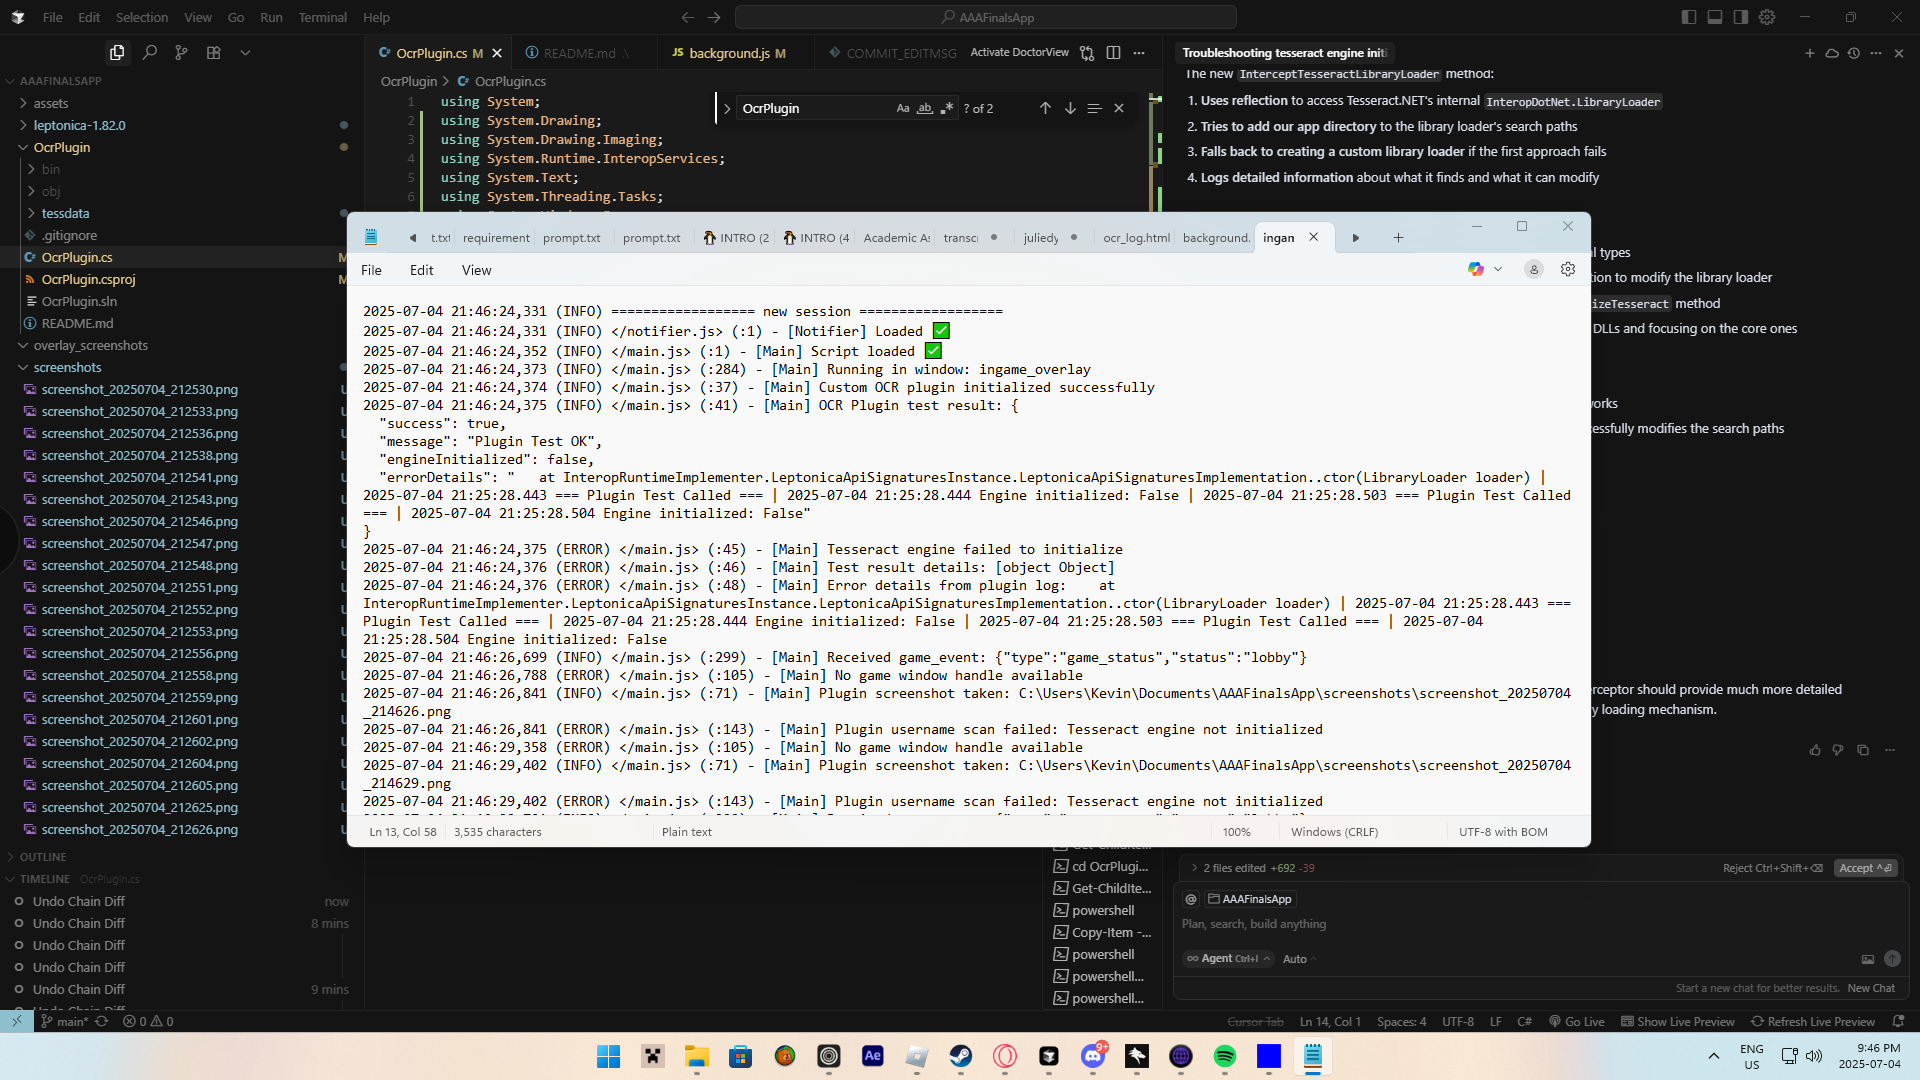 File Edit Selection View Go Run Terminal Help
AAAFinalsApp
AAAFINALSAPP
assets
leptonica-1.82.0
OcrPlugin
bin
obj
tessdata
.gitignore
OcrPlugin.cs M
OcrPlugin.csproj M
OcrPlugin.sln
README.md
overlay_screenshots
screenshots
screenshot_20250704_212530.png
screenshot_20250704_212533.png
screenshot_20250704_212536.png
screenshot_20250704_212538.png
screenshot_20250704_212541.png
screenshot_20250704_212543.png
screenshot_20250704_212546.png
screenshot_20250704_212547.png
screenshot_20250704_212548.png
screenshot_20250704_212551.png
screenshot_20250704_212552.png
screenshot_20250704_212553.png
screenshot_20250704_212556.png
screenshot_20250704_212558.png
screenshot_20250704_212559.png
screenshot_20250704_212601.png
screenshot_20250704_212602.png
screenshot_20250704_212604.png
screenshot_20250704_212605.png
screenshot_20250704_212625.png
screenshot_20250704_212626.png
OUTLINE
TIMELINE OcrPlugin.cs
Undo Chain Diff now
Undo Chain Diff 8 mins
Undo Chain Diff
Undo Chain Diff
Undo Chain Diff 9 mins
OcrPlugin.cs M README.md .\ JS background.js M COMMIT_EDITMSG Activate DoctorView
OcrPlugin > OcrPlugin.cs
1 using System;
2 using System.Drawing;
3 using System.Drawing.Imaging;
4 using System.Runtime.InteropServices;
5 using System.Text;
6 using System.Threading.Tasks;
OcrPlugin Aa ab ? of 2
Troubleshooting tesseract engine initi
The new InterceptTesseractLibraryLoader method:
1. Uses reflection to access Tesseract.NET's internal InteropDotNet.LibraryLoader
2. Tries to add our app directory to the library loader's search paths
3. Falls back to creating a custom library loader if the first approach fails
4. Logs detailed information about what it finds and what it can modify
l types
ion to modify the library loader
izeTesseract method
DLLs and focusing on the core ones
orks
essfully modifies the search paths
rceptor should provide much more detailed
y loading mechanism.
t.txt requirement prompt.txt prompt.txt INTRO (2 INTRO (4 Academic As transc juliedy ocr_log.html background. ingan
File Edit View
2025-07-04 21:46:24,331 (INFO) ================== new session ==================
2025-07-04 21:46:24,331 (INFO) </notifier.js> (:1) - [Notifier] Loaded ✅
2025-07-04 21:46:24,352 (INFO) </main.js> (:1) - [Main] Script loaded ✅
2025-07-04 21:46:24,373 (INFO) </main.js> (:284) - [Main] Running in window: ingame_overlay
2025-07-04 21:46:24,374 (INFO) </main.js> (:37) - [Main] Custom OCR plugin initialized successfully
2025-07-04 21:46:24,375 (INFO) </main.js> (:41) - [Main] OCR Plugin test result: {
"success": true,
"message": "Plugin Test OK",
"engineInitialized": false,
"errorDetails": "   at InteropRuntimeImplementer.LeptonicaApiSignaturesInstance.LeptonicaApiSignaturesImplementation..ctor(LibraryLoader loader) |
2025-07-04 21:25:28.443 === Plugin Test Called === | 2025-07-04 21:25:28.444 Engine initialized: False | 2025-07-04 21:25:28.503 === Plugin Test Called
=== | 2025-07-04 21:25:28.504 Engine initialized: False"
}
2025-07-04 21:46:24,375 (ERROR) </main.js> (:45) - [Main] Tesseract engine failed to initialize
2025-07-04 21:46:24,376 (ERROR) </main.js> (:46) - [Main] Test result details: [object Object]
2025-07-04 21:46:24,376 (ERROR) </main.js> (:48) - [Main] Error details from plugin log:    at
InteropRuntimeImplementer.LeptonicaApiSignaturesInstance.LeptonicaApiSignaturesImplementation..ctor(LibraryLoader loader) | 2025-07-04 21:25:28.443 ===
Plugin Test Called === | 2025-07-04 21:25:28.444 Engine initialized: False | 2025-07-04 21:25:28.503 === Plugin Test Called === | 2025-07-04
21:25:28.504 Engine initialized: False
2025-07-04 21:46:26,699 (INFO) </main.js> (:299) - [Main] Received game_event: {"type":"game_status","status":"lobby"}
2025-07-04 21:46:26,788 (ERROR) </main.js> (:105) - [Main] No game window handle available
2025-07-04 21:46:26,841 (INFO) </main.js> (:71) - [Main] Plugin screenshot taken: C:\Users\Kevin\Documents\AAAFinalsApp\screenshots\screenshot_20250704
_214626.png
2025-07-04 21:46:26,841 (ERROR) </main.js> (:143) - [Main] Plugin username scan failed: Tesseract engine not initialized
2025-07-04 21:46:29,358 (ERROR) </main.js> (:105) - [Main] No game window handle available
2025-07-04 21:46:29,402 (INFO) </main.js> (:71) - [Main] Plugin screenshot taken: C:\Users\Kevin\Documents\AAAFinalsApp\screenshots\screenshot_20250704
_214629.png
2025-07-04 21:46:29,402 (ERROR) </main.js> (:143) - [Main] Plugin username scan failed: Tesseract engine not initialized
Ln 13, Col 58 3,535 characters Plain text 100% Windows (CRLF) UTF-8 with BOM
cd OcrPlugi...
Get-ChildIte...
powershell
Copy-Item -...
powershell
powershell...
powershell...
2 files edited +692 -39 Reject Ctrl+Shift+⌫ Accept ^⏎
@ AAAFinalsApp
Plan, search, build anything
Agent Ctrl+I Auto
Start a new chat for better results. New Chat
main* 0 0 Cursor Tab Ln 14, Col 1 Spaces: 4 UTF-8 LF C# Go Live Show Live Preview Refresh Live Preview
Ae 9+ ENG US 9:46 PM
2025-07-04